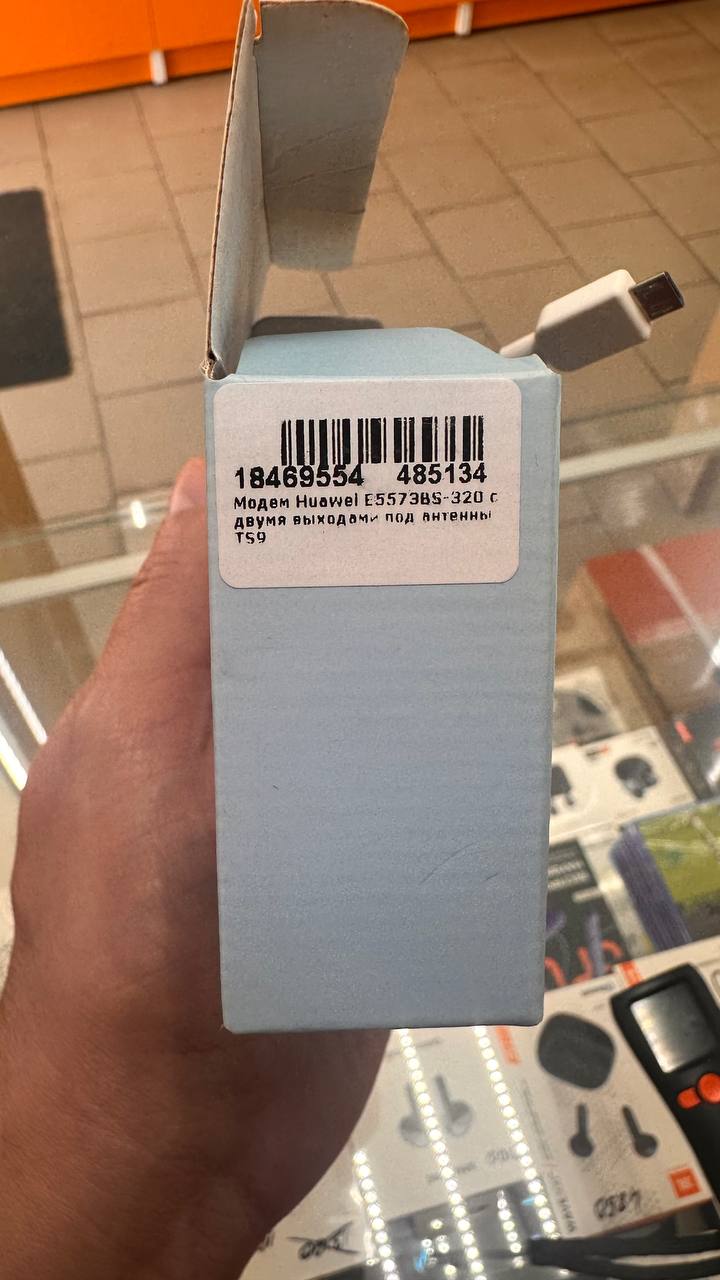 18469554 485134
Модем Huawei E5573BS-320 с
двумя выходами под антенны
TS9